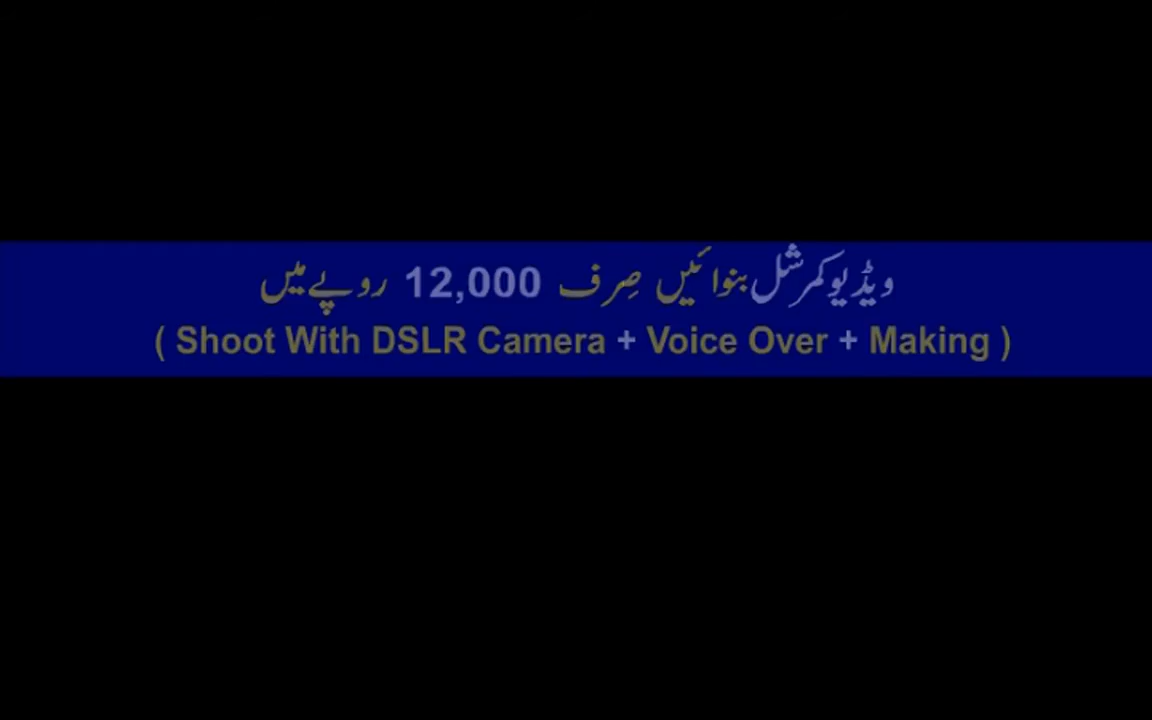 ویڈیو کمرشل بنوائیں صِرف 12,000 روپے میں
( Shoot With DSLR Camera + Voice Over + Making )